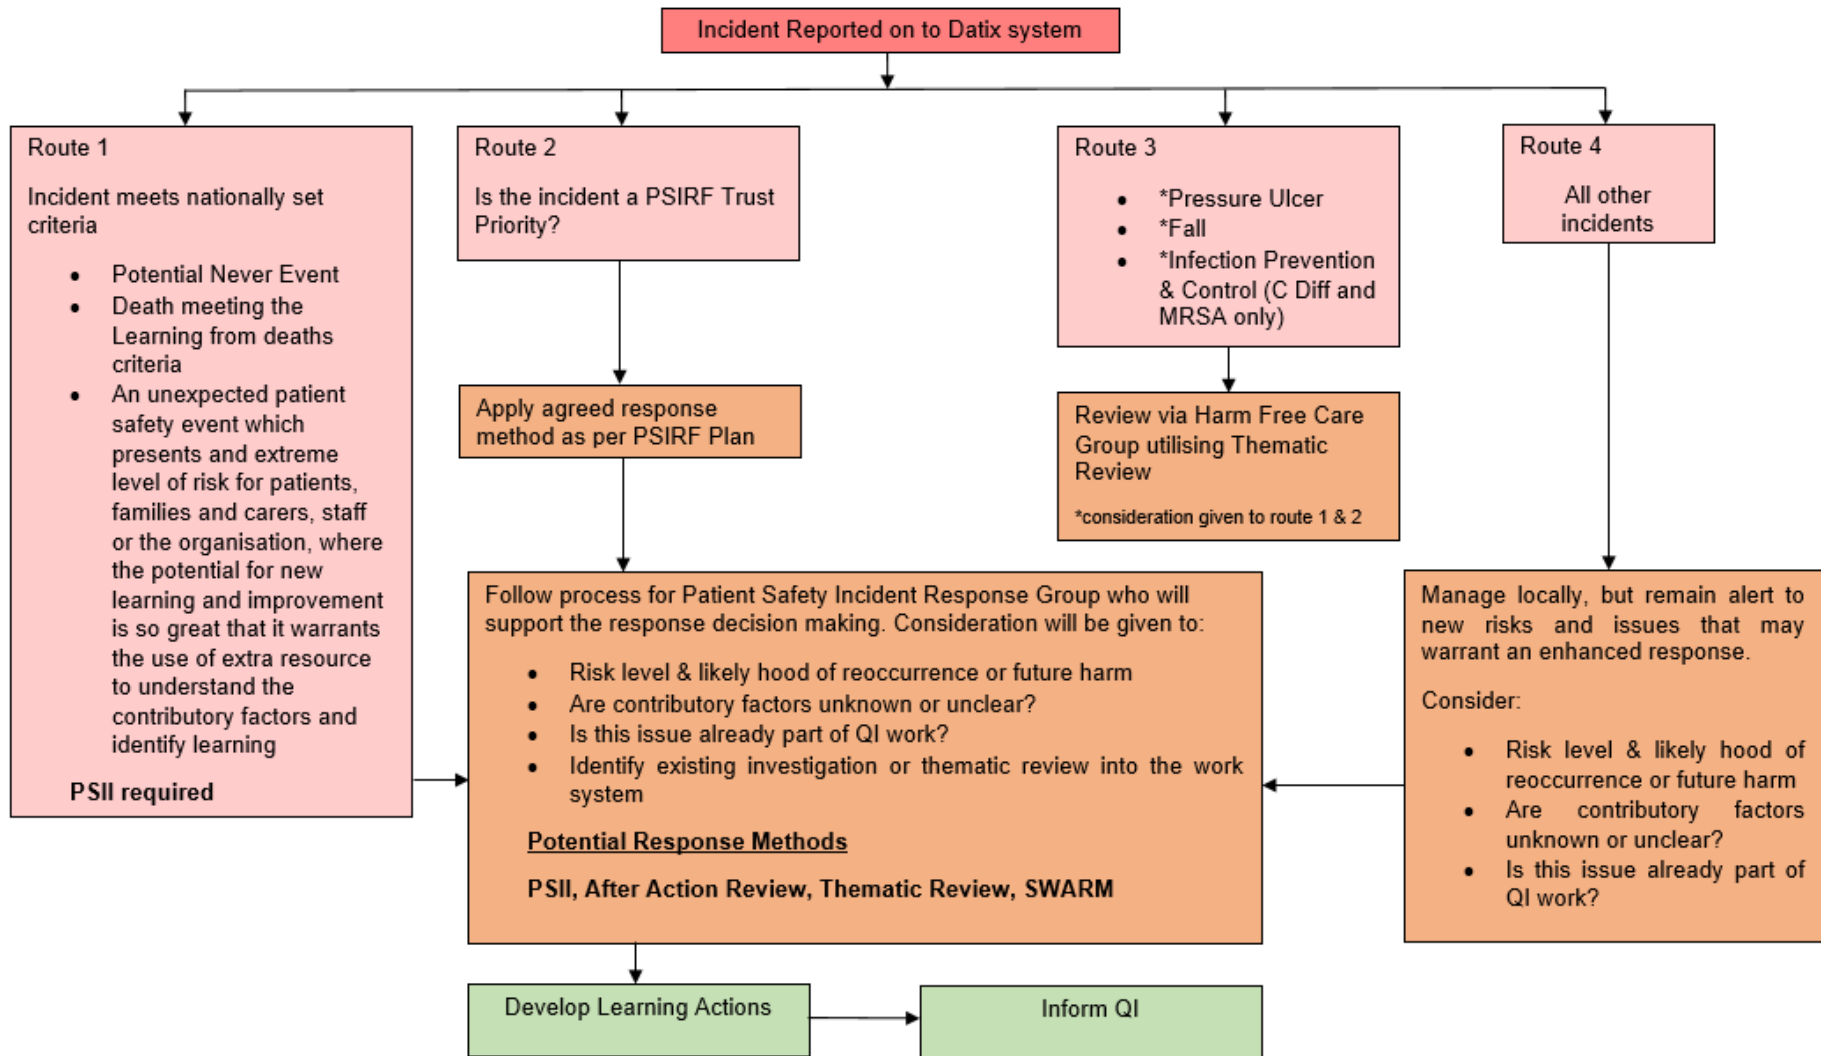 Incident Reported on to Datix system
Route 1
Incident meets nationally set
criteria
• Potential Never Event
• Death meeting the
Learning from deaths
criteria
• An unexpected patient
safety event which
presents and extreme
level of risk for patients,
families and carers, staff
or the organisation, where
the potential for new
learning and improvement
is so great that it warrants
the use of extra resource
to understand the
contributory factors and
identify learning
PSII required
Route 2
Is the incident a PSIRF Trust
Priority?
Apply agreed response
method as per PSIRF Plan
Route 3
• *Pressure Ulcer
• *Fall
• *Infection Prevention
& Control (C Diff and
MRSA only)
Review via Harm Free Care
Group utilising Thematic
Review
*consideration given to route 1 & 2
Route 4
All other
incidents
Follow process for Patient Safety Incident Response Group who will
support the response decision making. Consideration will be given to:
• Risk level & likely hood of reoccurrence or future harm
• Are contributory factors unknown or unclear?
• Is this issue already part of QI work?
• Identify existing investigation or thematic review into the work
system
Potential Response Methods
PSII, After Action Review, Thematic Review, SWARM
Manage locally, but remain alert to
new risks and issues that may
warrant an enhanced response.
Consider:
• Risk level & likely hood of
reoccurrence or future harm
• Are contributory factors
unknown or unclear?
• Is this issue already part of
QI work?
Develop Learning Actions
Inform QI